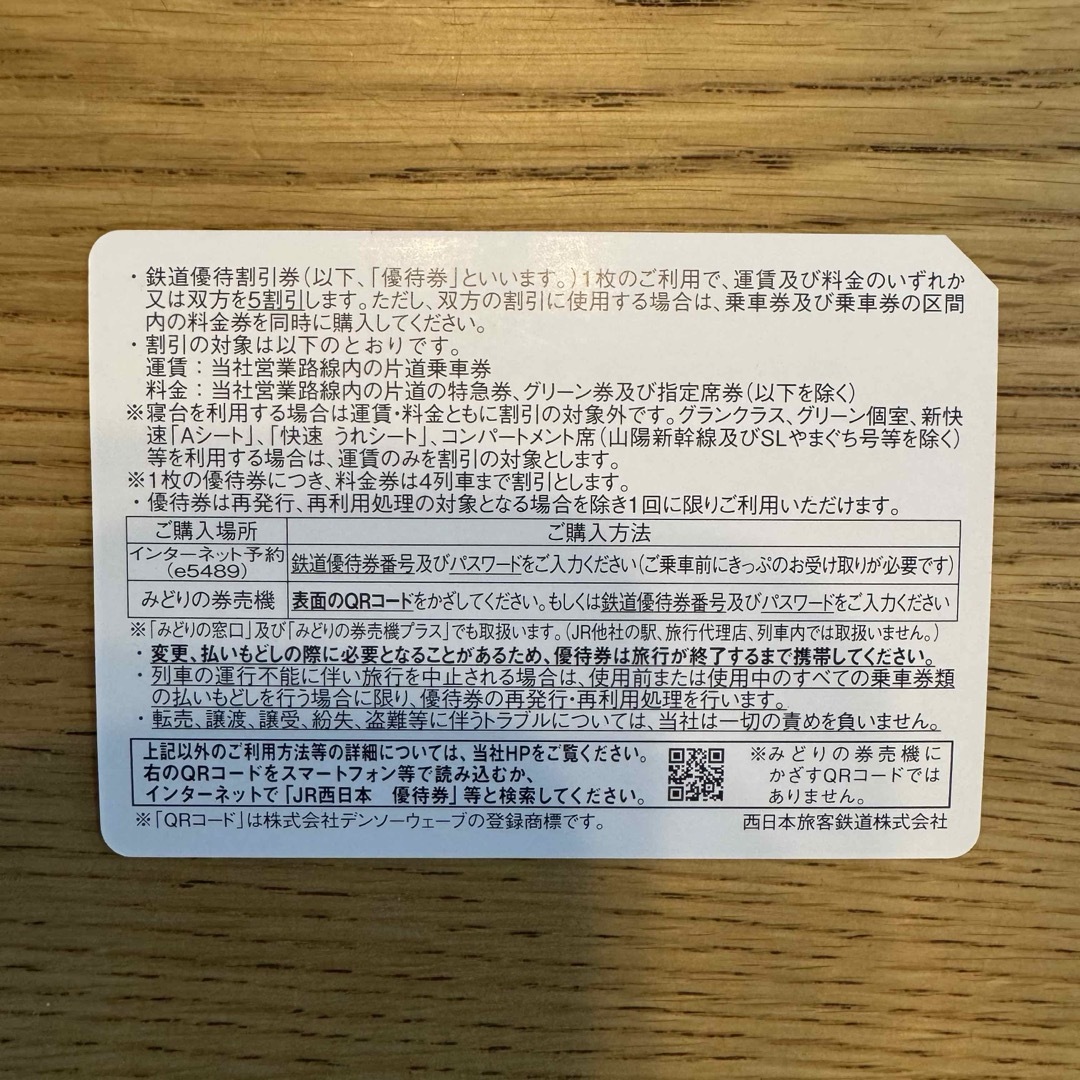 ・鉄道優待割引券（以下、「優待券」といいます。）1枚のご利用で、運賃及び料金のいずれか
又は双方を5割引します。ただし、双方の割引に使用する場合は、乗車券及び乗車券の区間
内の料金券を同時に購入してください。
・割引の対象は以下のとおりです。
運賃：当社営業路線内の片道乗車券
料金：当社営業路線内の片道の特急券、グリーン券及び指定席券（以下を除く）
※寝台を利用する場合は運賃・料金ともに割引の対象外です。グランクラス、グリーン個室、新快
速「Aシート」、「快速 うれシート」、コンパートメント席（山陽新幹線及びSLやまぐち号等を除く）
等を利用する場合は、運賃のみを割引の対象とします。
※1枚の優待券につき、料金券は4列車まで割引とします。
・優待券は再発行、再利用処理の対象となる場合を除き1回に限りご利用いただけます。
ご購入場所 ご購入方法
インターネット予約（e5489） 鉄道優待券番号及びパスワードをご入力ください（ご乗車前にきっぷのお受け取りが必要です）
みどりの券売機 表面のQRコードをかざしてください。もしくは鉄道優待券番号及びパスワードをご入力ください
※「みどりの窓口」及び「みどりの券売機プラス」でも取扱います。（JR他社の駅、旅行代理店、列車内では取扱いません。）
・変更、払いもどしの際に必要となることがあるため、優待券は旅行が終了するまで携帯してください。
・列車の運行不能に伴い旅行を中止される場合は、使用前または使用中のすべての乗車券類
の払いもどしを行う場合に限り、優待券の再発行・再利用処理を行います。
・転売、譲渡、譲受、紛失、盗難等に伴うトラブルについては、当社は一切の責めを負いません。
上記以外のご利用方法等の詳細については、当社HPをご覧ください。
右のQRコードをスマートフォン等で読み込むか、
インターネットで「JR西日本 優待券」等と検索してください。
※みどりの券売機に
かざすQRコードでは
ありません。
※「QRコード」は株式会社デンソーウェーブの登録商標です。
西日本旅客鉄道株式会社